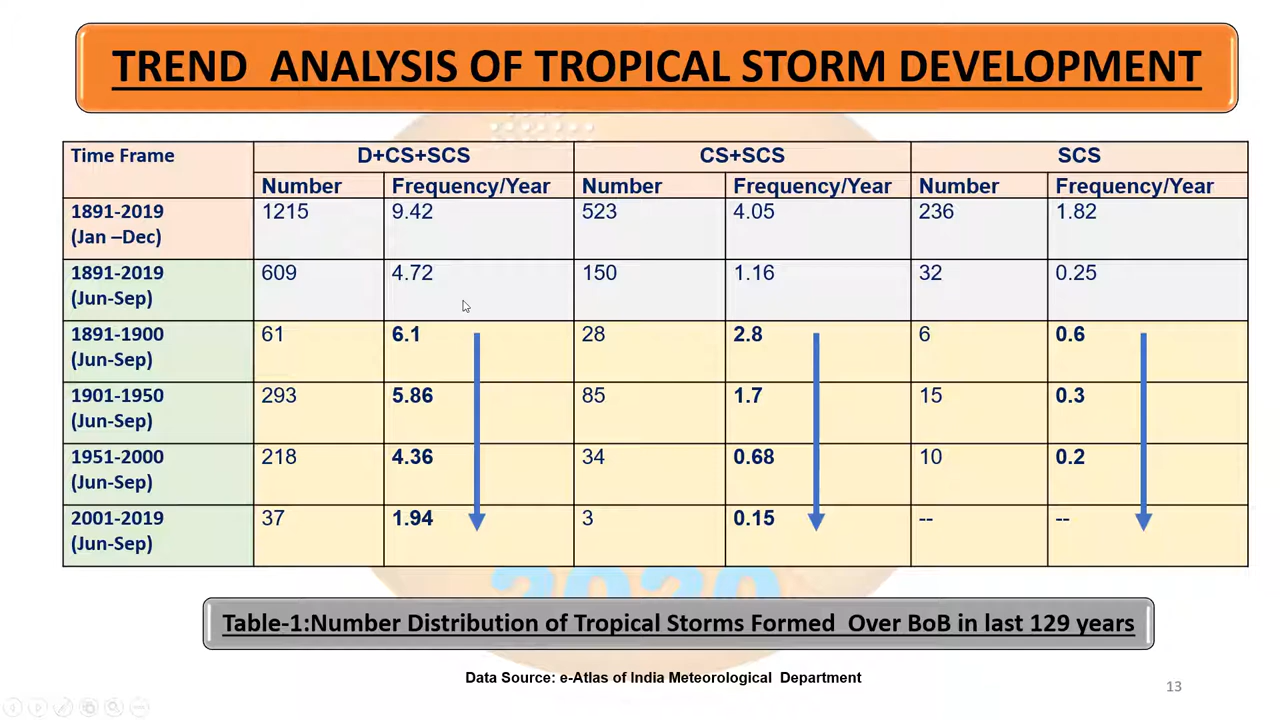 TREND ANALYSIS OF TROPICAL STORM DEVELOPMENT
Time Frame D+CS+SCS CS+SCS SCS
Number Frequency/Year Number Frequency/Year Number Frequency/Year
1891-2019 1215 9.42 523 4.05 236 1.82
(Jan –Dec)
1891-2019 609 4.72 150 1.16 32 0.25
(Jun-Sep)
1891-1900 61 6.1 28 2.8 6 0.6
(Jun-Sep)
1901-1950 293 5.86 85 1.7 15 0.3
(Jun-Sep)
1951-2000 218 4.36 34 0.68 10 0.2
(Jun-Sep)
2001-2019 37 1.94 3 0.15 -- --
(Jun-Sep)
2020
Table-1:Number Distribution of Tropical Storms Formed Over BoB in last 129 years
Data Source: e-Atlas of India Meteorological Department
13